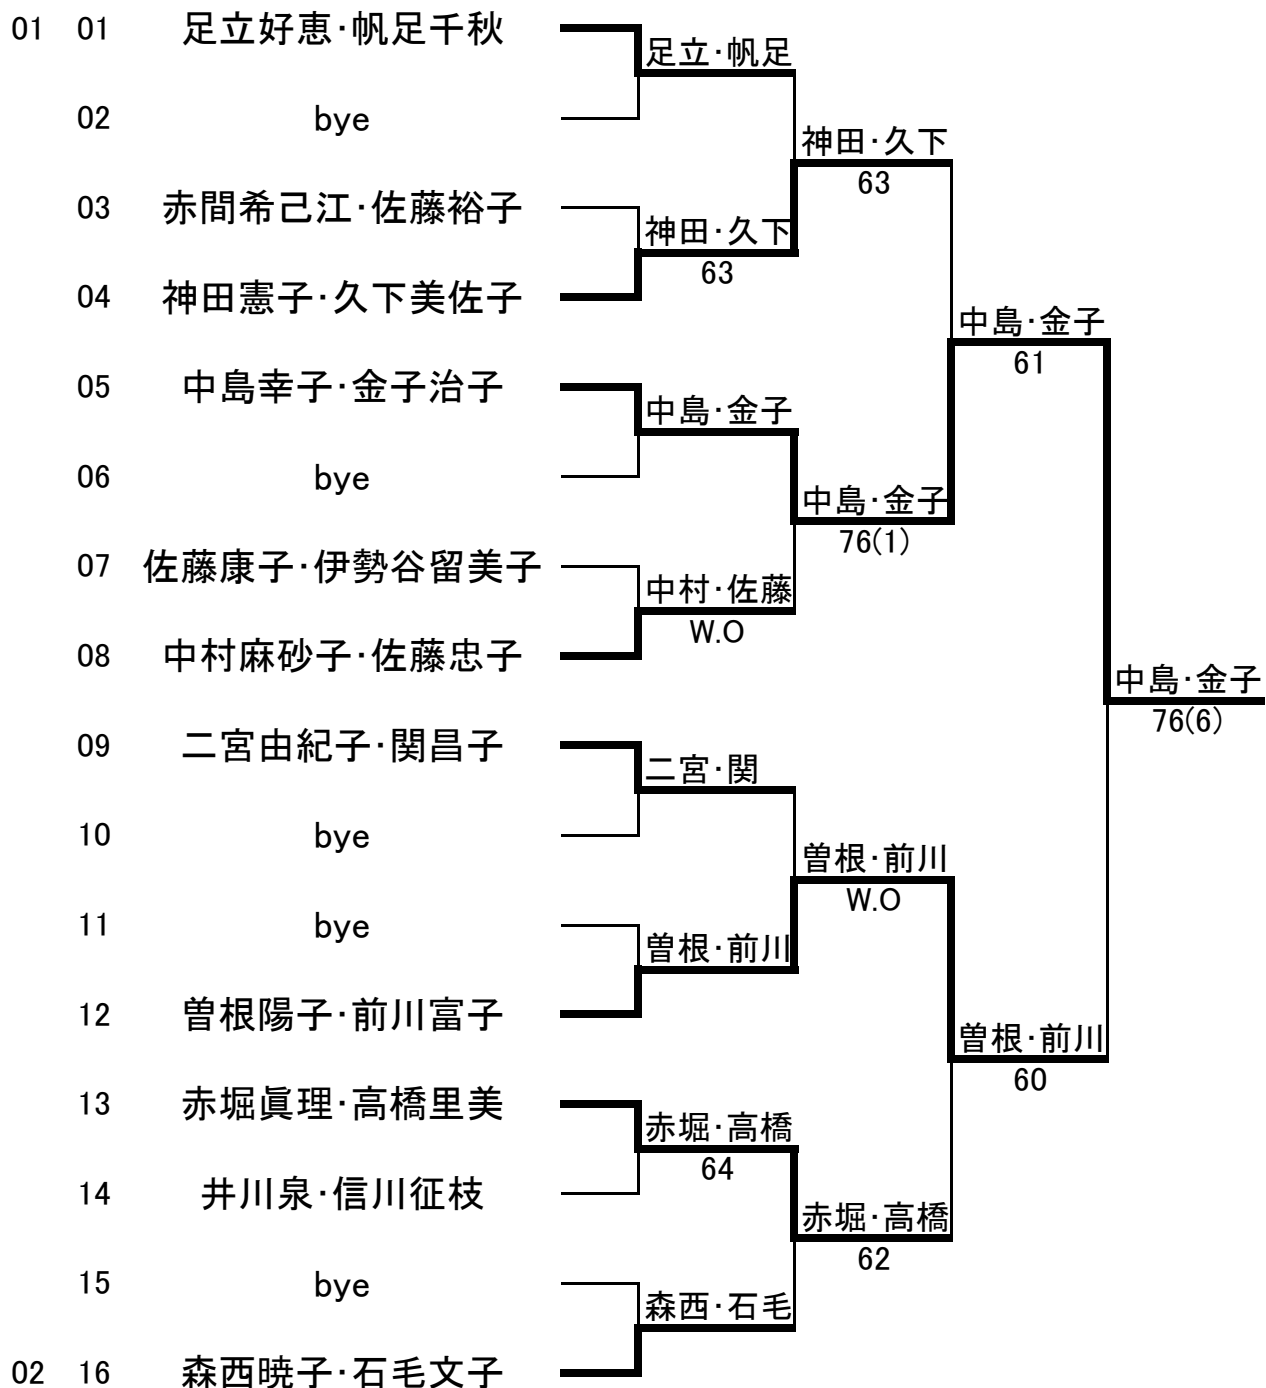 01 01 足立好恵・帆足千秋
足立・帆足
02 bye
神田・久下
63
03 赤間希己江・佐藤裕子
神田・久下
63
04 神田憲子・久下美佐子
中島・金子
61
05 中島幸子・金子治子
中島・金子
06 bye
中島・金子
76(1)
07 佐藤康子・伊勢谷留美子
中村・佐藤
W.O
08 中村麻砂子・佐藤忠子
中島・金子
76(6)
09 二宮由紀子・関昌子
二宮・関
10 bye
曽根・前川
W.O
11 bye
曽根・前川
12 曽根陽子・前川富子
曽根・前川
60
13 赤堀眞理・高橋里美
赤堀・高橋
64
14 井川泉・信川征枝
赤堀・高橋
62
15 bye
森西・石毛
02 16 森西暁子・石毛文子